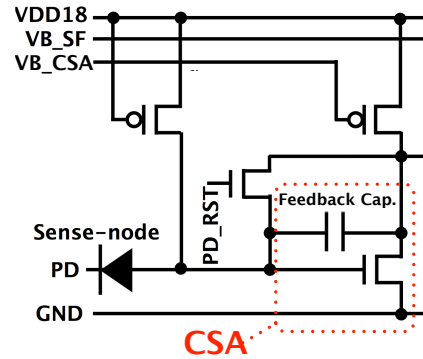 VDD18
VB_SF
VB_CSA
PD_RST
Feedback Cap.
Sense-node
PD
GND
CSA